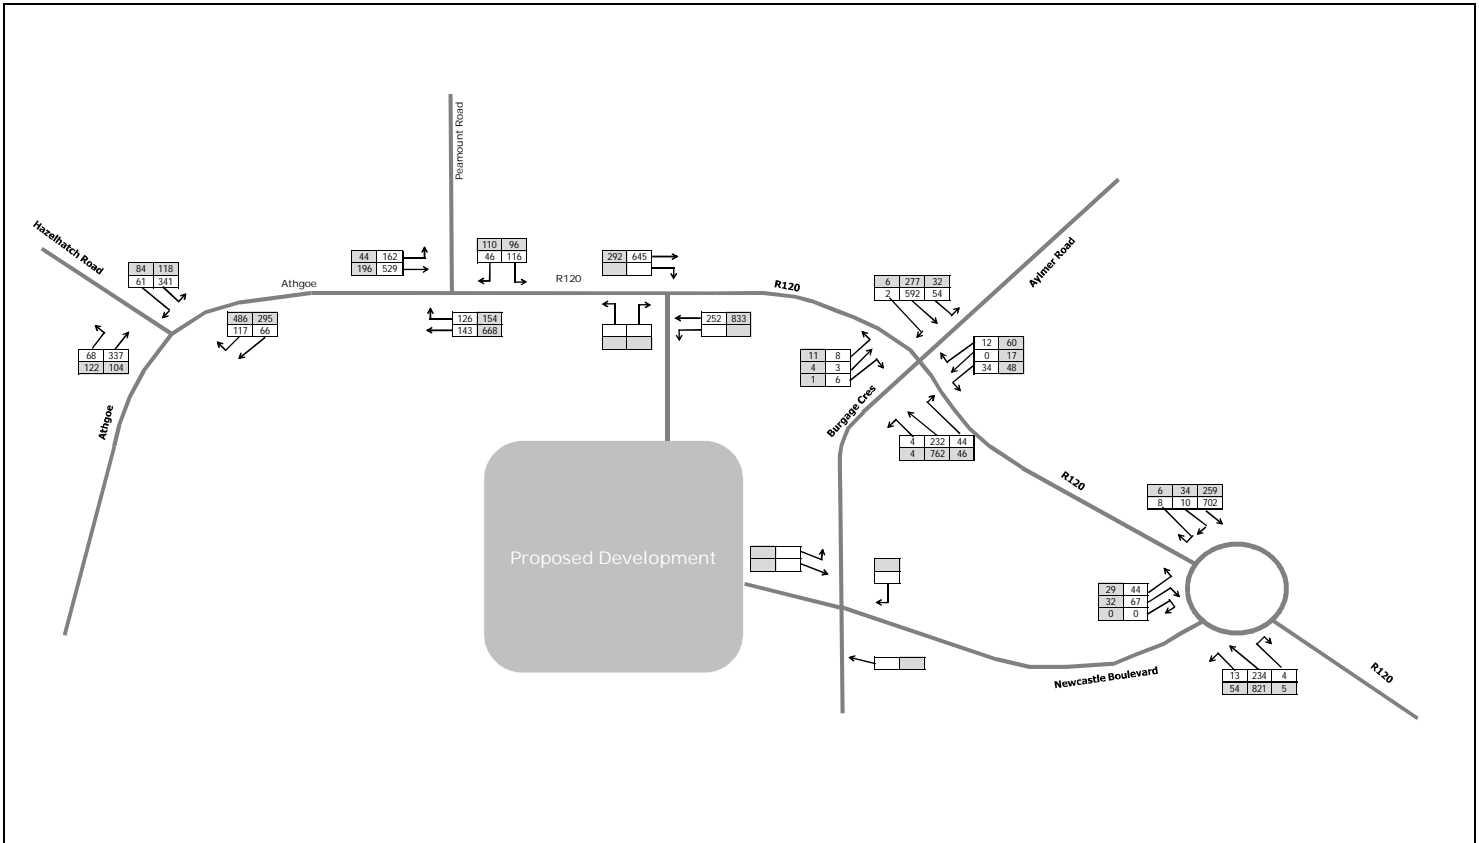 Peamount Road
Hazelhatch Road
Aylmer Road
110 96
46 116
44 162
196 529
292 645
84 118
61 341
Athgoe
R120
R120
6 277 32
2 592 54
486 295
117 66
126 154
143 668
252 833
68 337
122 104
11 8
4 3
1 6
12 60
0 17
34 48
Athgoe
Burgage Cres
4 232 44
4 762 46
R120
6 34 259
8 10 702
Proposed Development
29 44
32 67
0 0
Newcastle Boulevard
13 234 4
54 821 5
R120